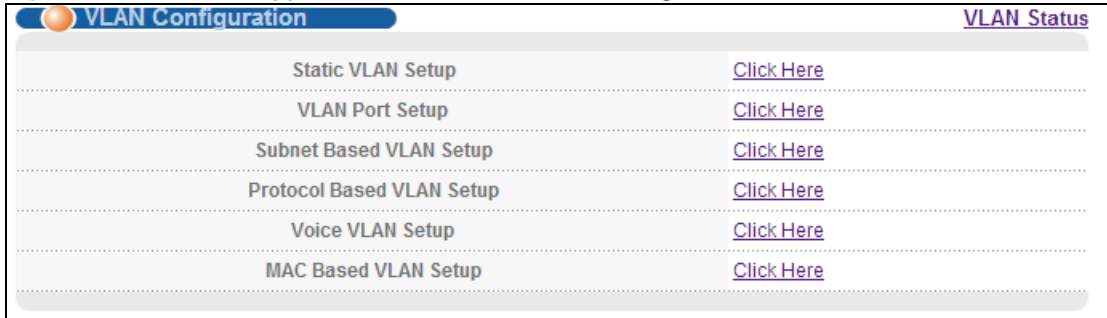 VLAN Configuration VLAN Status
Static VLAN Setup Click Here
VLAN Port Setup Click Here
Subnet Based VLAN Setup Click Here
Protocol Based VLAN Setup Click Here
Voice VLAN Setup Click Here
MAC Based VLAN Setup Click Here